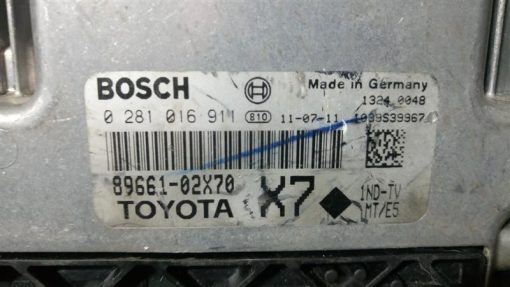 BOSCH Made in Germany
1324 0048
0 281 016 911 810 11-07-11 1039S39967
89661-02X70
TOYOTA X7 1ND-TV
1MT/E5